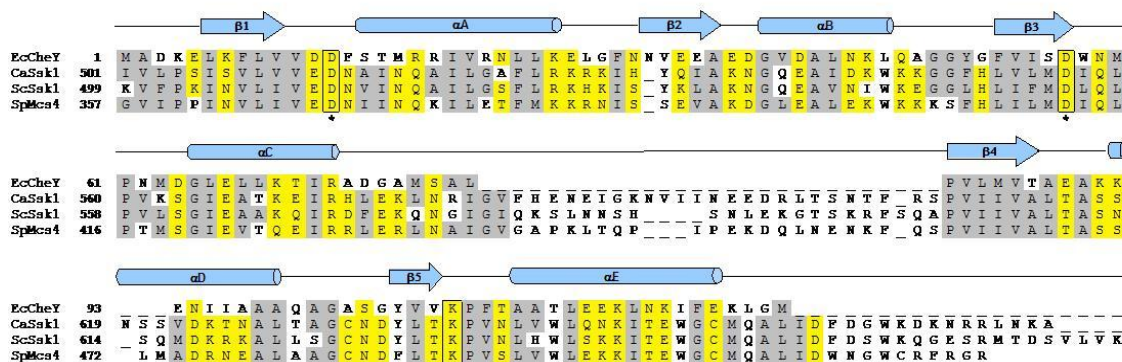 β1 αA β2 αB β3
EcCheY 1 M A D K E L K F L V V D D F S T M R R I V R N L L K E L G F N N V E E A E D G V D A L N K L Q A G G Y G F V I S D W N M
CaSsk1 501 I V L P S I S V L V V E D N A I N Q A I L G A F L R K R K I H _ Y Q I A K N G Q E A I D K W K K G G F H L V L M D I Q L
ScSsk1 499 K V F P K I N V L I V E D N V I N Q A I L G S F L R K H K I S _ Y K L A K N G Q E A V N I W K E G G L H L I F M D L Q L
SpMcs4 357 G V I P P I N V L I V E D N I I N Q K I L E T F M K K R N I S _ S E V A K D G L E A L E K W K K K S F H L I L M D I Q L
* *
αC β4
EcCheY 61 P N M D G L E L L K T I R A D G A M S A L _ _ _ _ _ _ _ _ _ _ _ _ _ _ _ _ _ _ _ _ _ _ _ _ _ _ _ _ P V L M V T A E A K K
CaSsk1 560 P V K S G I E A T K E I R H L E K L N R I G V F H E N E I G K N V I I N E E D R L T S N T F _ R S P V I I V A L T A S S
ScSsk1 558 P V L S G I E A A K Q I R D F E K Q N G I G I Q K S L N N S H _ _ _ _ S N L E K G T S K R F S Q A P V I I V A L T A S S
SpMcs4 416 P T M S G I E V T Q E I R R L E R L N A I G V G A P K L T Q P _ _ _ I P E K D Q L N E N K F _ Q S P V I I V A L T A S N
αD β5 αE
EcCheY 93 _ _ _ E N I I A A A Q A G A S G Y V V K P F T A A T L E E K L N K I F E K L G M
CaSsk1 619 N S S V D K T N A L T A G C N D Y L T K P V N L V W L Q N K I T E W G C M Q A L I D F D G W K D K N R R L N K A _ _ _ _
ScSsk1 614 _ S Q M D K R K A L L S G C N D Y L T K P V N L H W L S K K I T E W G C M Q A L I D F D S W K Q G E S R M T D S V L V K
SpMcs4 472 _ L M A D R N E A L A A G C N D F L T K P V S L V W L E K K I T E W G C M Q A L I D W N G W C R F R G R